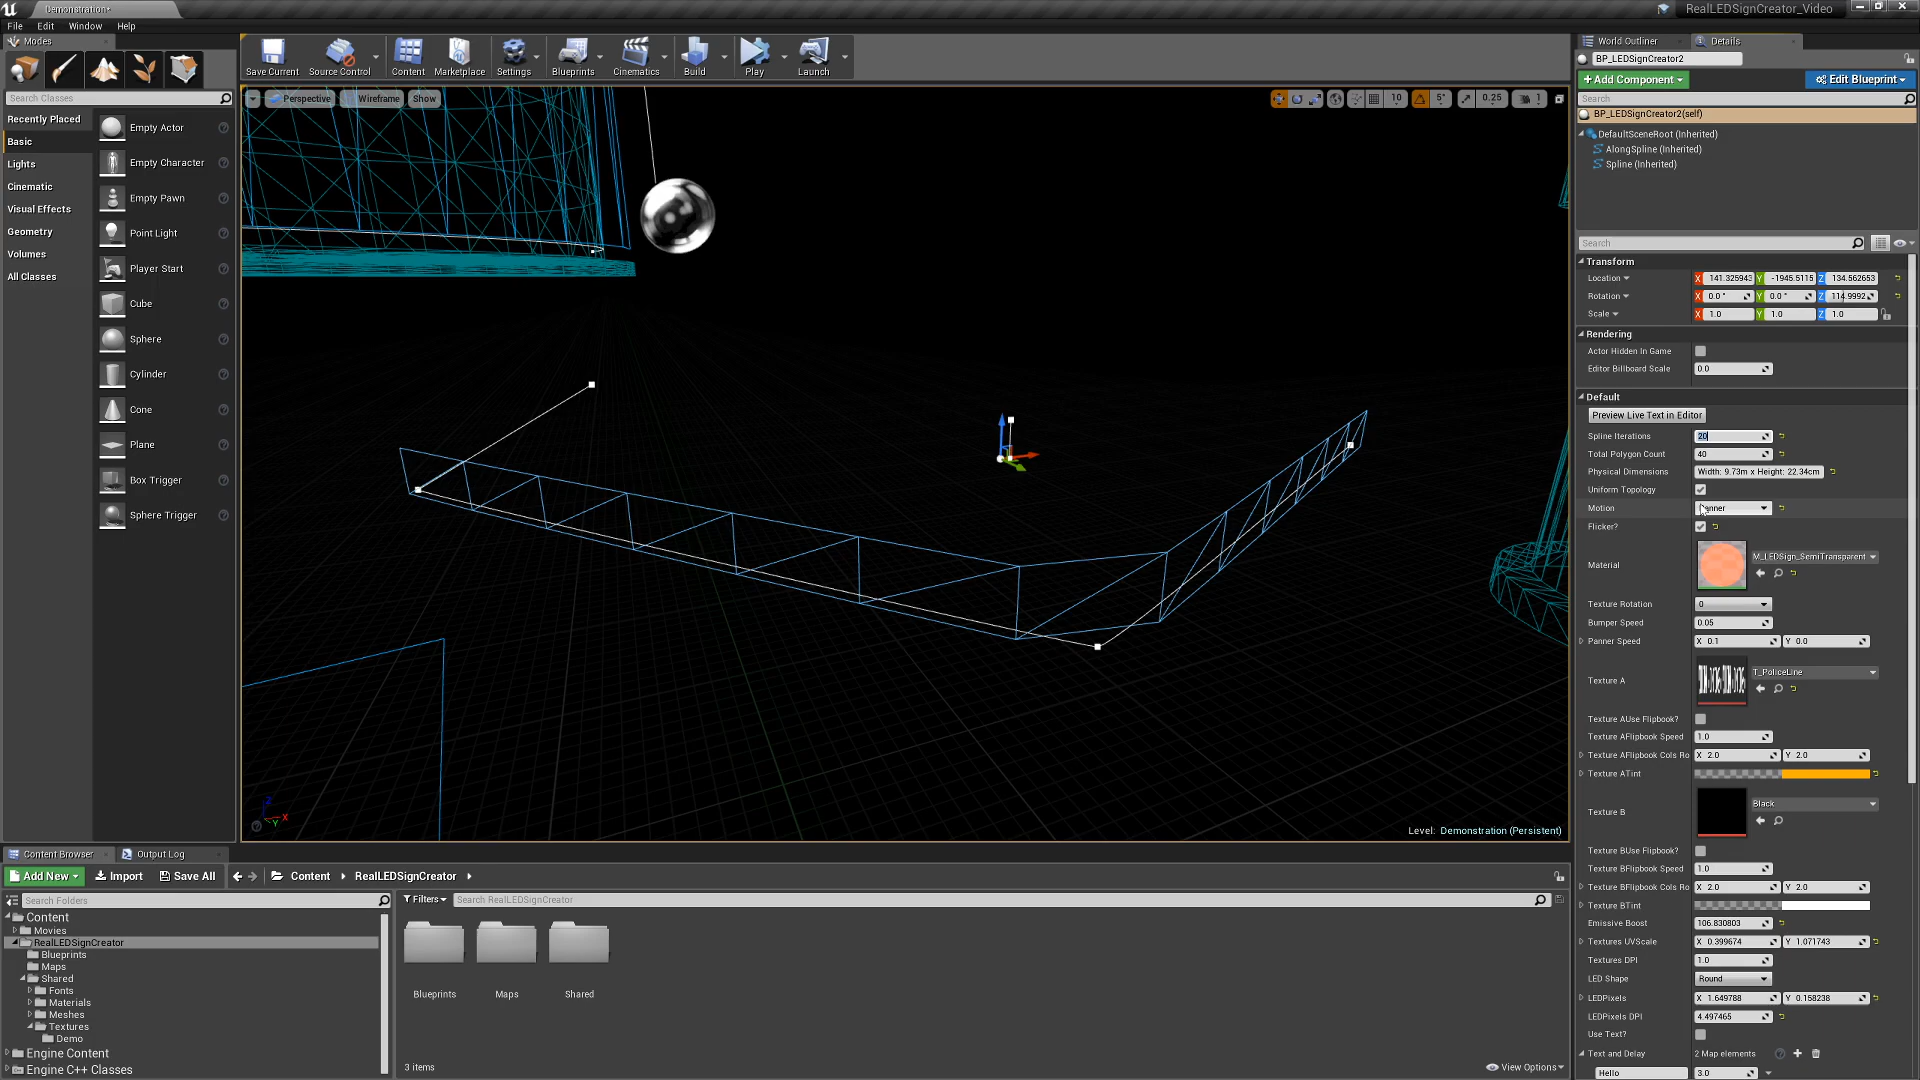 Demonstration*
RealLEDSignCreator_Video
File Edit Window Help
Modes
Search Classes
Recently Placed
Basic
Lights
Cinematic
Visual Effects
Geometry
Volumes
All Classes
Empty Actor
Empty Character
Empty Pawn
Point Light
Player Start
Cube
Sphere
Cylinder
Cone
Plane
Box Trigger
Sphere Trigger
Save Current Source Control Content Marketplace Settings Blueprints Cinematics Build Play Launch
Perspective Wireframe Show
10 5° 0.25 1
Z X Y
Level: Demonstration (Persistent)
World Outliner Details
BP_LEDSignCreator2
+ Add Component Edit Blueprint
Search
BP_LEDSignCreator2(self)
DefaultSceneRoot (Inherited)
AlongSpline (Inherited)
Spline (Inherited)
Search
Transform
Location X 141.325943 Y -1945.5115 Z 134.562653
Rotation X 0.0 ° Y 0.0 ° Z 114.9992
Scale X 1.0 Y 1.0 Z 1.0
Rendering
Actor Hidden In Game
Editor Billboard Scale 0.0
Default
Preview Live Text in Editor
Spline Iterations 20
Total Polygon Count 40
Physical Dimensions Width: 9.73m x Height: 22.34cm
Uniform Topology
Motion
Flicker?
Material M_LEDSign_SemiTransparent
Texture Rotation 0
Bumper Speed 0.05
Panner Speed X 0.1 Y 0.0
Texture A T_PoliceLine
Texture AUse Flipbook?
Texture AFlipbook Speed 1.0
Texture AFlipbook Cols Ro X 2.0 Y 2.0
Texture ATint
Texture B Black
Texture BUse Flipbook?
Texture BFlipbook Speed 1.0
Texture BFlipbook Cols Ro X 2.0 Y 2.0
Texture BTint
Emissive Boost 106.830803
Textures UVScale X 0.399674 Y 1.071743
Textures DPI 1.0
LED Shape Round
LEDPixels X 1.649788 Y 0.158238
LEDPixels DPI 4.497465
Use Text?
Text and Delay 2 Map elements
Hello 3.0
Content Browser Output Log
Add New Import Save All Content RealLEDSignCreator
Search Folders
Content
Movies
RealLEDSignCreator
Blueprints
Maps
Shared
Fonts
Materials
Meshes
Textures
Demo
Engine Content
Engine C++ Classes
Filters Search RealLEDSignCreator
Blueprints Maps Shared
3 items
View Options